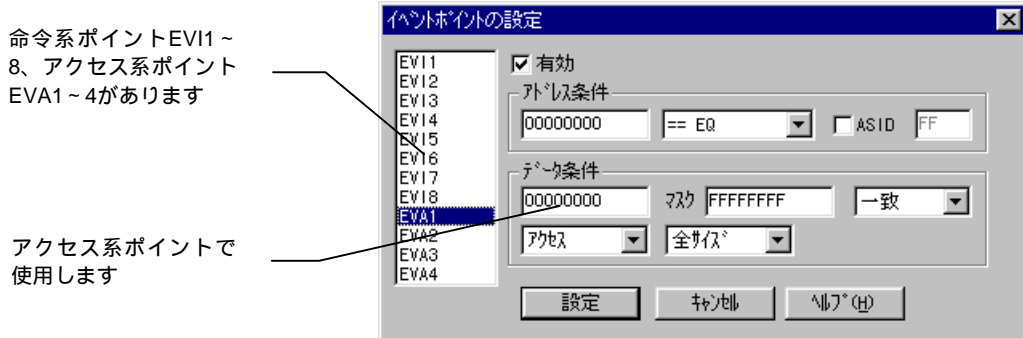 命令系ポイントEVI1～
8、アクセス系ポイント
EVA1～4があります
アクセス系ポイントで
使用します
ｲﾍﾞﾝﾄﾎﾟｲﾝﾄの設定
EVI1
EVI2
EVI3
EVI4
EVI5
EVI6
EVI7
EVI8
EVA1
EVA2
EVA3
EVA4
有効
ｱﾄﾞﾚｽ条件
00000000 == EQ ASID FF
ﾃﾞｰﾀ条件
00000000 ﾏｽｸ FFFFFFFF 一致
ｱｸｾｽ 全ｻｲｽﾞ
設定 ｷｬﾝｾﾙ ﾍﾙﾌﾟ(H)